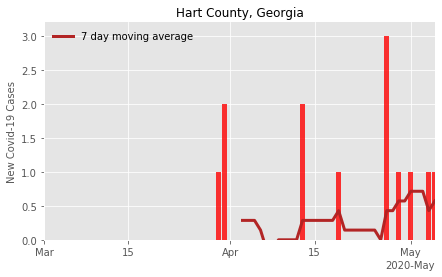 Hart County, Georgia
7 day moving average
New Covid-19 Cases
3.0
2.5
2.0
1.5
1.0
0.5
0.0
Mar
15
Apr
15
May
2020-May